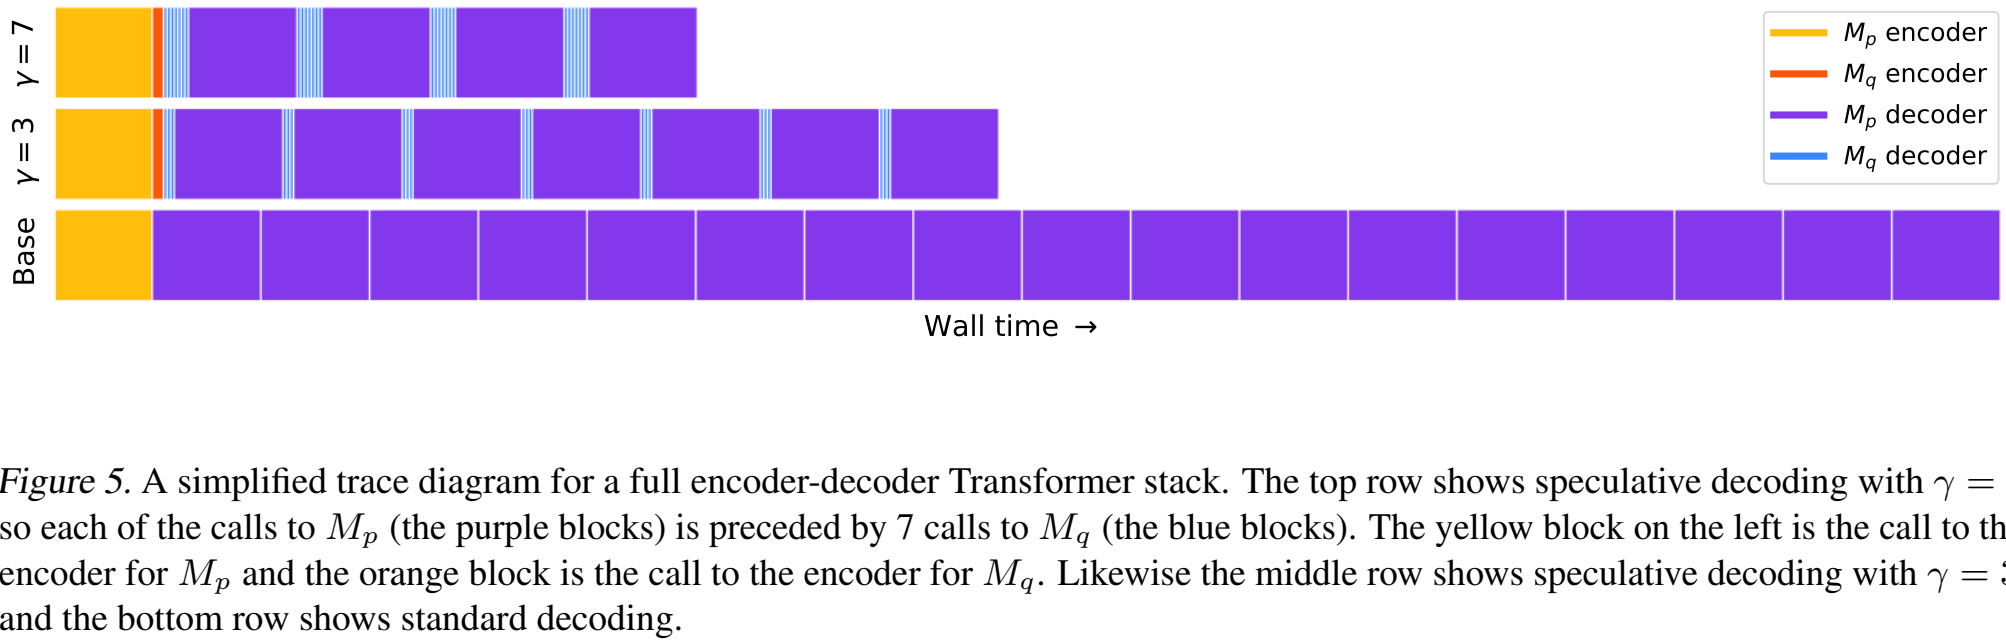 γ = 7
γ = 3
Base
M_p encoder
M_q encoder
M_p decoder
M_q decoder
Wall time →
Figure 5. A simplified trace diagram for a full encoder-decoder Transformer stack. The top row shows speculative decoding with γ =
so each of the calls to M_p (the purple blocks) is preceded by 7 calls to M_q (the blue blocks). The yellow block on the left is the call to th
encoder for M_p and the orange block is the call to the encoder for M_q. Likewise the middle row shows speculative decoding with γ =
and the bottom row shows standard decoding.